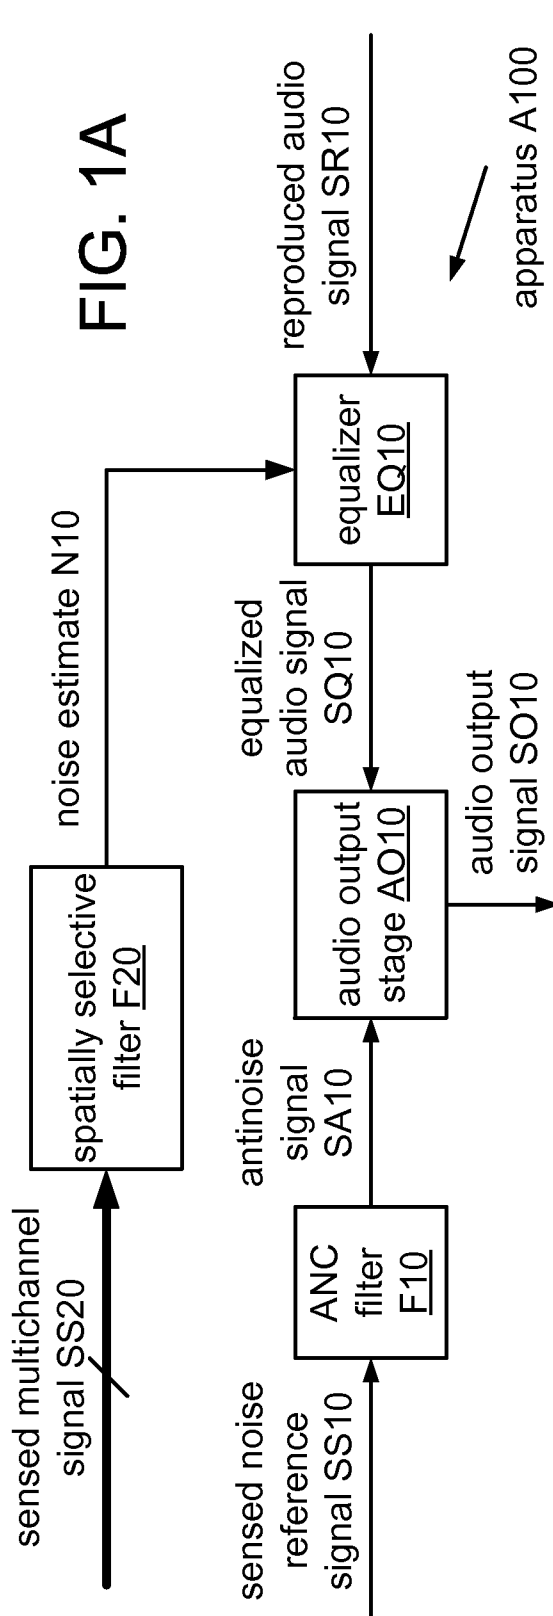 FIG. 1A
sensed multichannel
signal SS20
spatially selective
filter F20
noise estimate N10
sensed noise
reference
signal SS10
ANC
filter
F10
antinoise
signal
SA10
audio output
stage AO10
equalized
audio signal
SQ10
equalizer
EQ10
reproduced audio
signal SR10
audio output
signal SO10
apparatus A100